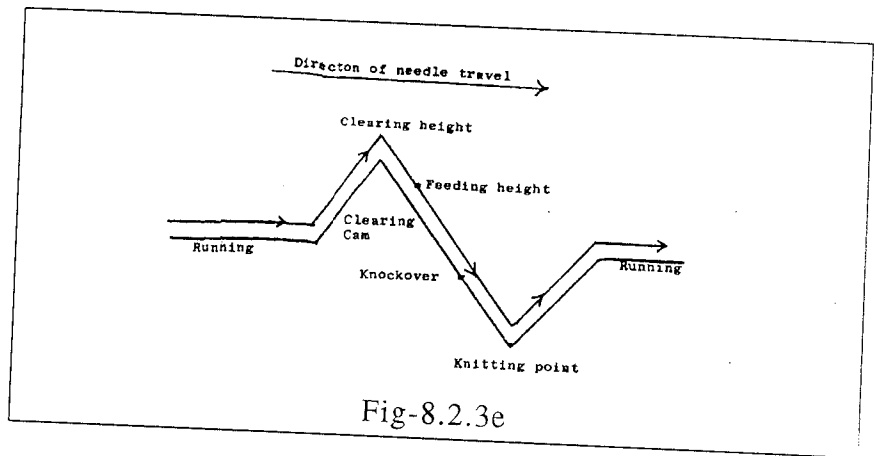 Directon of needle travel
Clearing height
Feeding height
Clearing
Cam
Running
Knockover
Running
Knitting point
Fig-8.2.3e